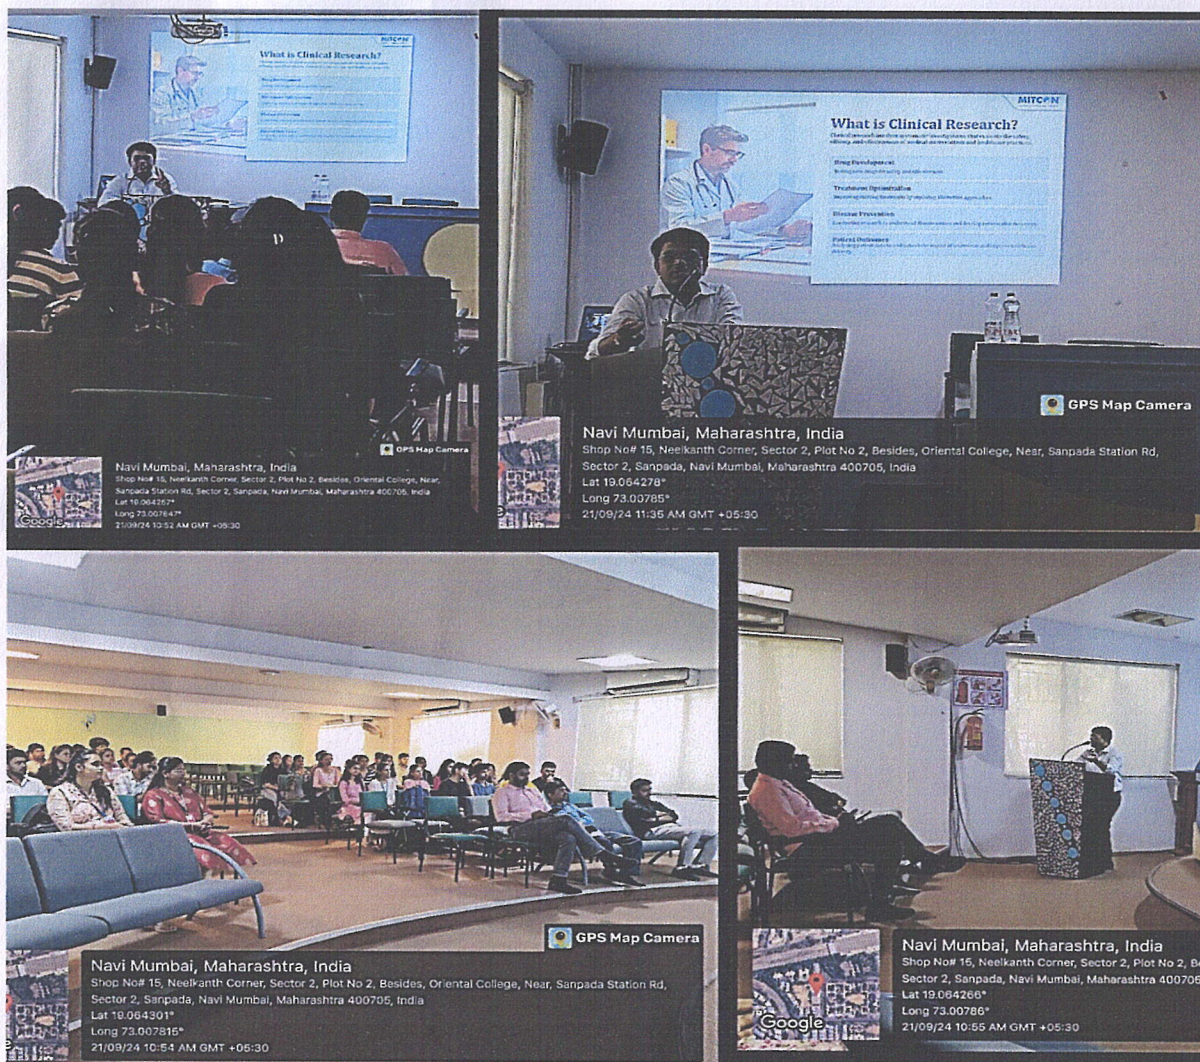 MITCON
What is Clinical Research?
GPS Map Camera
Navi Mumbai, Maharashtra, India
Shop No# 15, Neelkanth Corner, Sector 2, Plot No 2, Besides, Oriental College, Near,
Sanpada Station Rd, Sector 2, Sanpada, Navi Mumbai, Maharashtra 400705, India
Lat 19.064257°
Long 73.007847°
21/09/24 10:52 AM GMT +05:30
Google
MITCON
What is Clinical Research?
Drug Development
Treatment Optimization
Disease Prevention
Patient Outcomes
GPS Map Camera
Navi Mumbai, Maharashtra, India
Shop No# 15, Neelkanth Corner, Sector 2, Plot No 2, Besides, Oriental College, Near, Sanpada Station Rd,
Sector 2, Sanpada, Navi Mumbai, Maharashtra 400705, India
Lat 19.064278°
Long 73.00785°
21/09/24 11:35 AM GMT +05:30
GPS Map Camera
Navi Mumbai, Maharashtra, India
Shop No# 15, Neelkanth Corner, Sector 2, Plot No 2, Besides, Oriental College, Near, Sanpada Station Rd,
Sector 2, Sanpada, Navi Mumbai, Maharashtra 400705, India
Lat 19.064301°
Long 73.007815°
21/09/24 10:54 AM GMT +05:30
Navi Mumbai, Maharashtra, India
Shop No# 15, Neelkanth Corner, Sector 2, Plot No 2, Be
Sector 2, Sanpada, Navi Mumbai, Maharashtra 400705
Lat 19.064266°
Long 73.00786°
21/09/24 10:55 AM GMT +05:30
Google